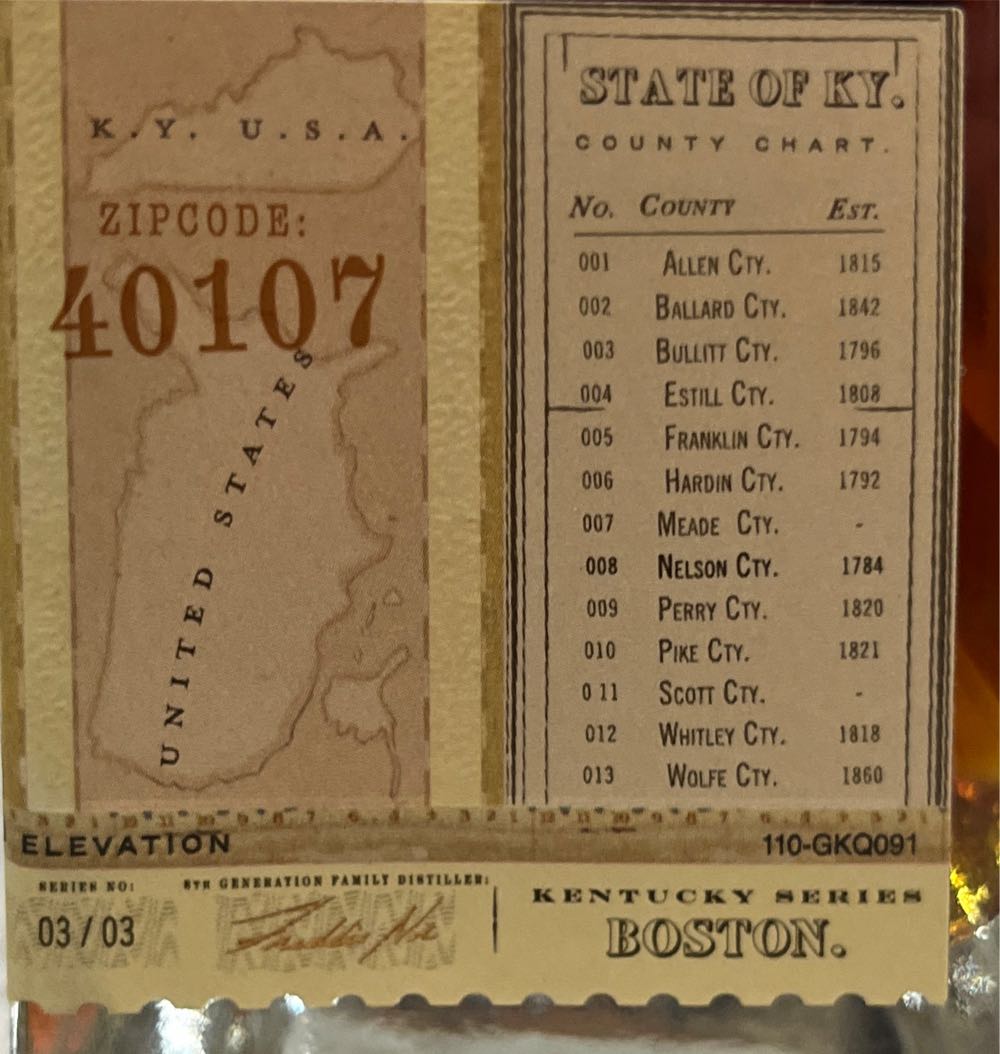 K.Y. U.S.A.
ZIPCODE:
40107
UNITED STATES
STATE OF KY.
COUNTY CHART.
No. COUNTY EST.
001 ALLEN CTY. 1815
002 BALLARD CTY. 1842
003 BULLITT CTY. 1796
004 ESTILL CTY. 1808
005 FRANKLIN CTY. 1794
006 HARDIN CTY. 1792
007 MEADE CTY. -
008 NELSON CTY. 1784
009 PERRY CTY. 1820
010 PIKE CTY. 1821
011 SCOTT CTY. -
012 WHITLEY CTY. 1818
013 WOLFE CTY. 1860
ELEVATION 110-GKQ091
SERIES NO: 8TH GENERATION FAMILY DISTILLER:
03/03 Freddie Noe
KENTUCKY SERIES
BOSTON.